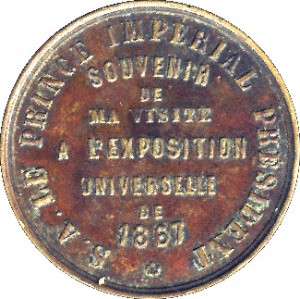 S. A. LE PRINCE IMPERIAL PRESIDENT
SOUVENIR
DE
MA VISITE
A L'EXPOSITION
UNIVERSELLE
DE
1867